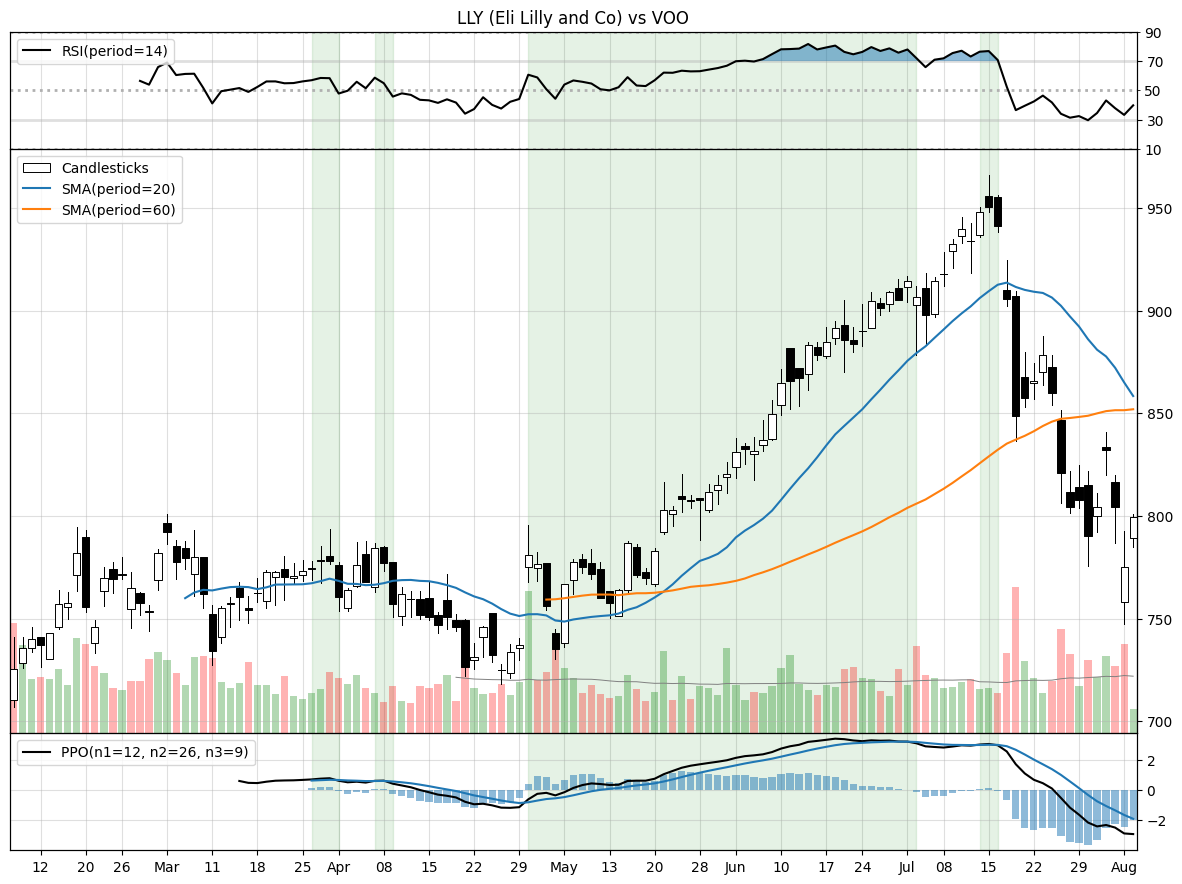 LLY (Eli Lilly and Co) vs VOO
RSI(period=14)
90
70
50
30
10
Candlesticks
SMA(period=20)
SMA(period=60)
950
900
850
800
750
700
PPO(n1=12, n2=26, n3=9)
2
0
−2
12 20 26 Mar 11 18 25 Apr 08 15 22 29 May 13 20 28 Jun 10 17 24 Jul 08 15 22 29 Aug